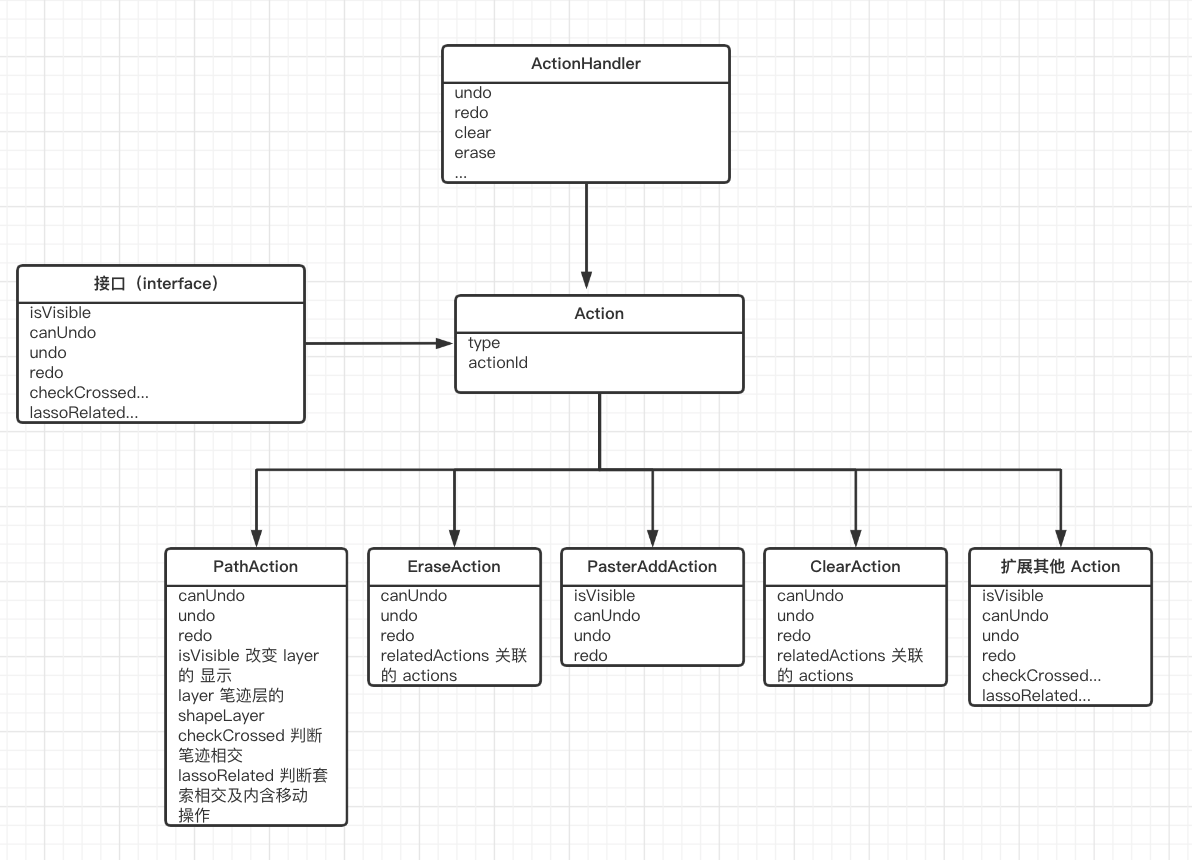 ActionHandler
undo
redo
clear
erase
...
接口（interface）
isVisible
canUndo
undo
redo
checkCrossed...
lassoRelated...
Action
type
actionId
PathAction
canUndo
undo
redo
isVisible 改变 layer
的 显示
layer 笔迹层的
shapeLayer
checkCrossed 判断
笔迹相交
lassoRelated 判断套
索相交及内含移动
操作
EraseAction
canUndo
undo
redo
relatedActions 关联
的 actions
PasterAddAction
isVisible
canUndo
undo
redo
ClearAction
canUndo
undo
redo
relatedActions 关联
的 actions
扩展其他 Action
isVisible
canUndo
undo
redo
checkCrossed...
lassoRelated...